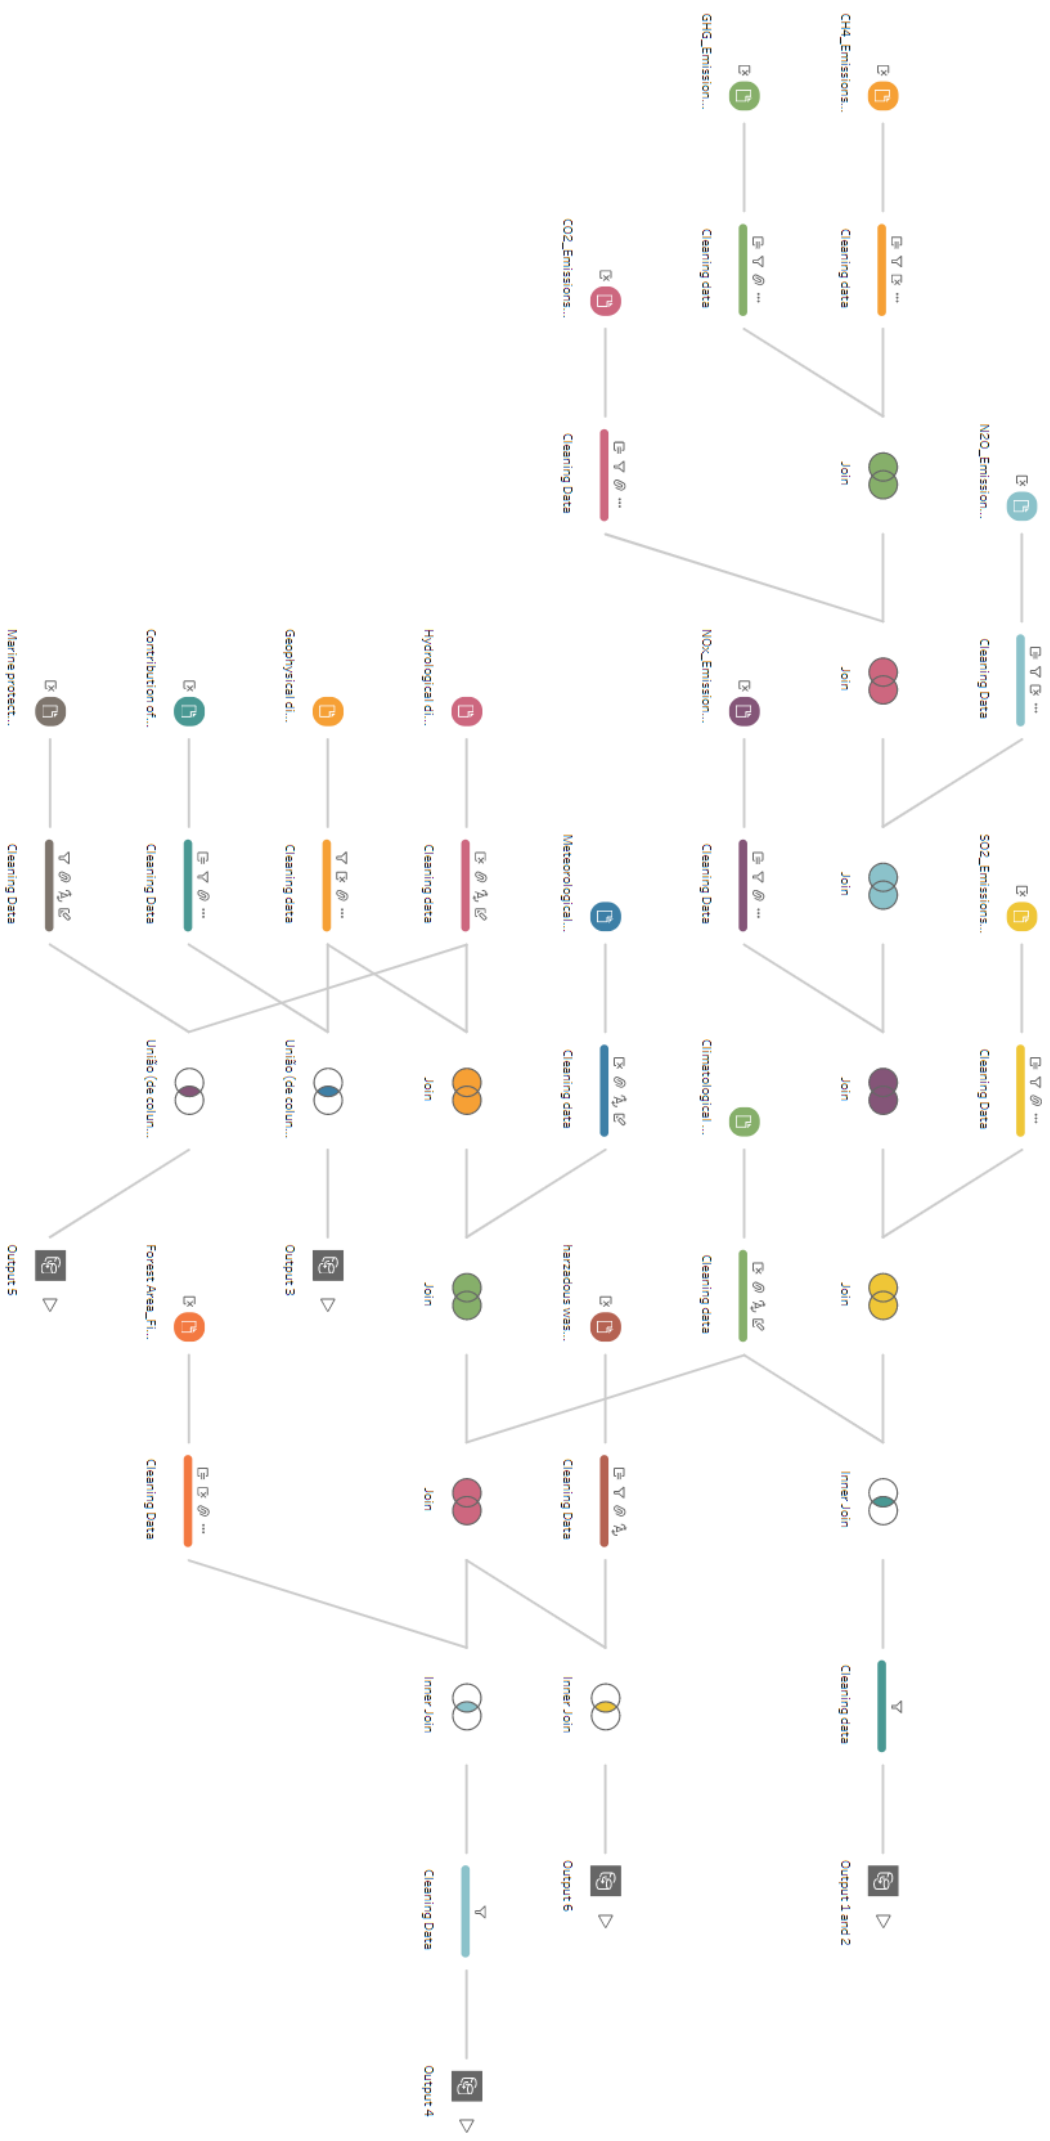 N2O_Emission...
Cleaning Data
SO2_Emissions...
Cleaning Data
CH4_Emissions...
Cleaning data
Join
Join
Join
Join
Join
Inner Join
Cleaning data
Output 1 and 2
GHG_Emission...
Cleaning data
NOx_Emission...
Cleaning Data
Climatological ...
Cleaning data
CO2_Emissions...
Cleaning Data
Meteorological...
Cleaning data
harzadous was...
Cleaning Data
Inner Join
Output 6
Hydrological di...
Cleaning data
Join
Join
Join
Inner Join
Cleaning Data
Output 4
Geophysical di...
Cleaning data
União (de colun...
Output 3
Contribution of...
Cleaning Data
União (de colun...
Forest Area_Fi...
Cleaning Data
Marine protect...
Cleaning Data
Output 5